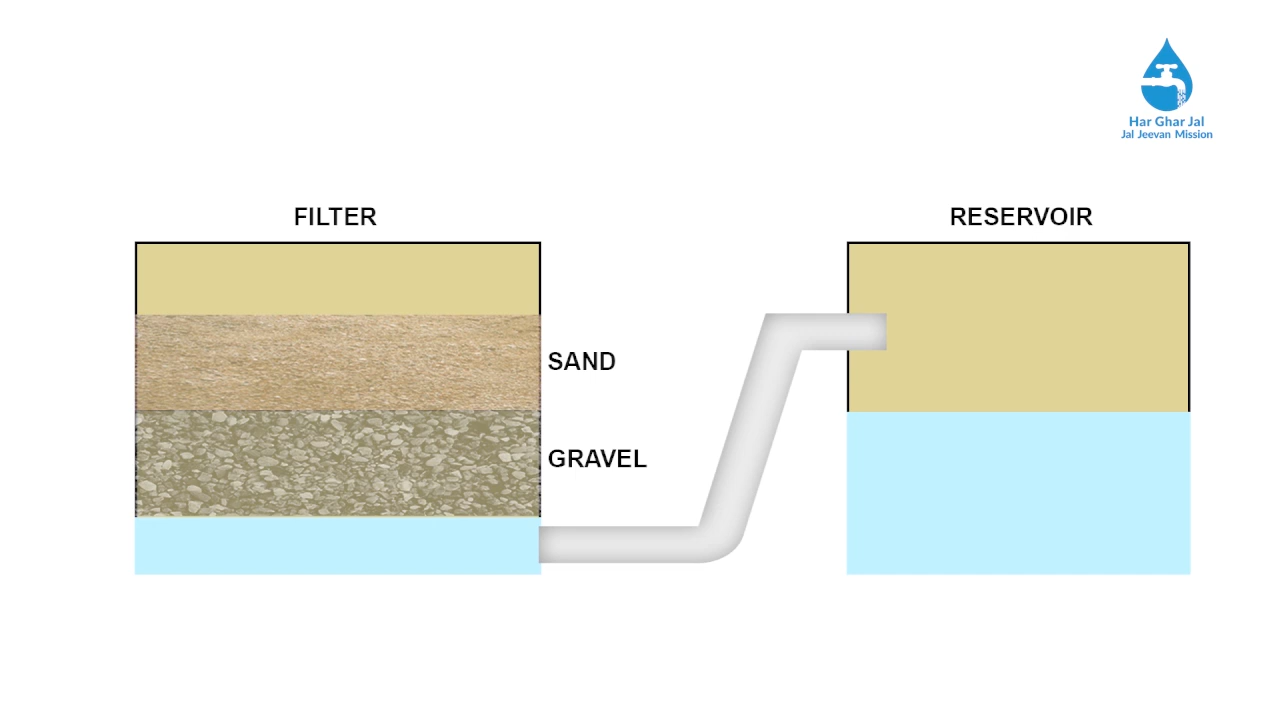 Har Ghar Jal
Jal Jeevan Mission
FILTER
RESERVOIR
SAND
GRAVEL